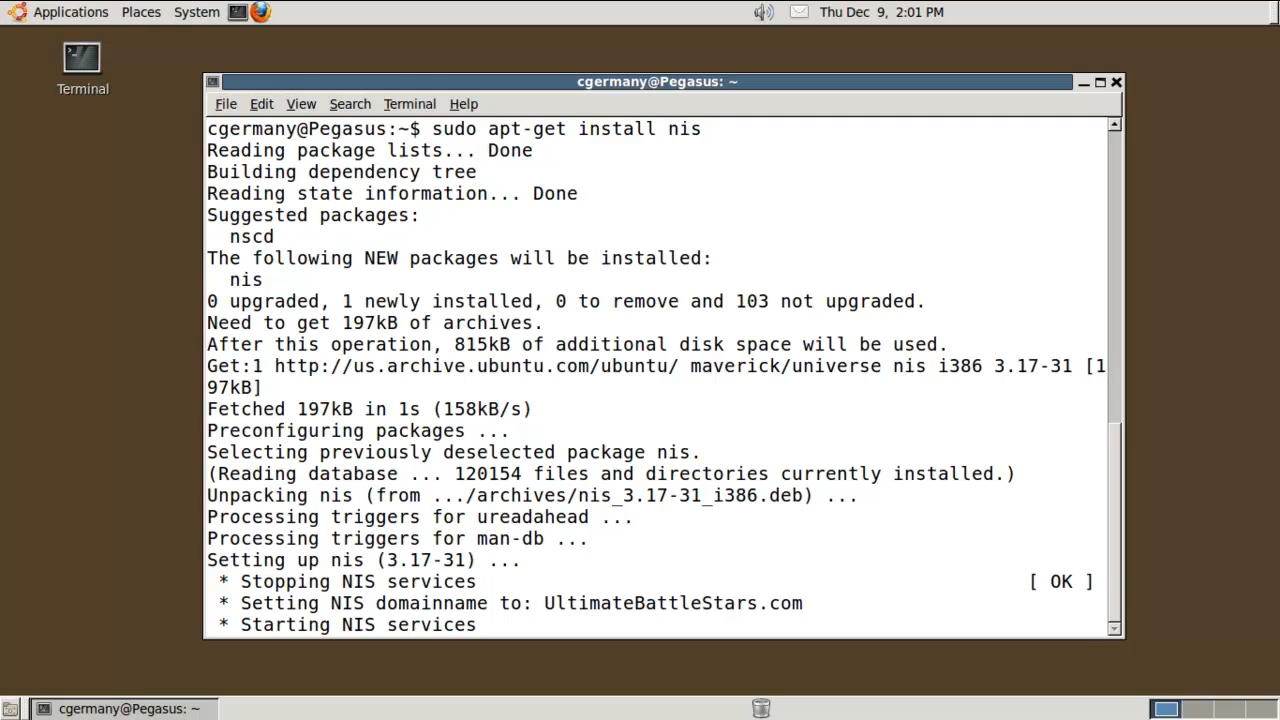 Applications Places System Thu Dec 9, 2:01 PM
Terminal
cgermany@Pegasus: ~
File Edit View Search Terminal Help
cgermany@Pegasus:~$ sudo apt-get install nis
Reading package lists... Done
Building dependency tree
Reading state information... Done
Suggested packages:
  nscd
The following NEW packages will be installed:
  nis
0 upgraded, 1 newly installed, 0 to remove and 103 not upgraded.
Need to get 197kB of archives.
After this operation, 815kB of additional disk space will be used.
Get:1 http://us.archive.ubuntu.com/ubuntu/ maverick/universe nis i386 3.17-31 [1
97kB]
Fetched 197kB in 1s (158kB/s)
Preconfiguring packages ...
Selecting previously deselected package nis.
(Reading database ... 120154 files and directories currently installed.)
Unpacking nis (from .../archives/nis_3.17-31_i386.deb) ...
Processing triggers for ureadahead ...
Processing triggers for man-db ...
Setting up nis (3.17-31) ...
 * Stopping NIS services [ OK ]
 * Setting NIS domainname to: UltimateBattleStars.com
 * Starting NIS services
cgermany@Pegasus: ~